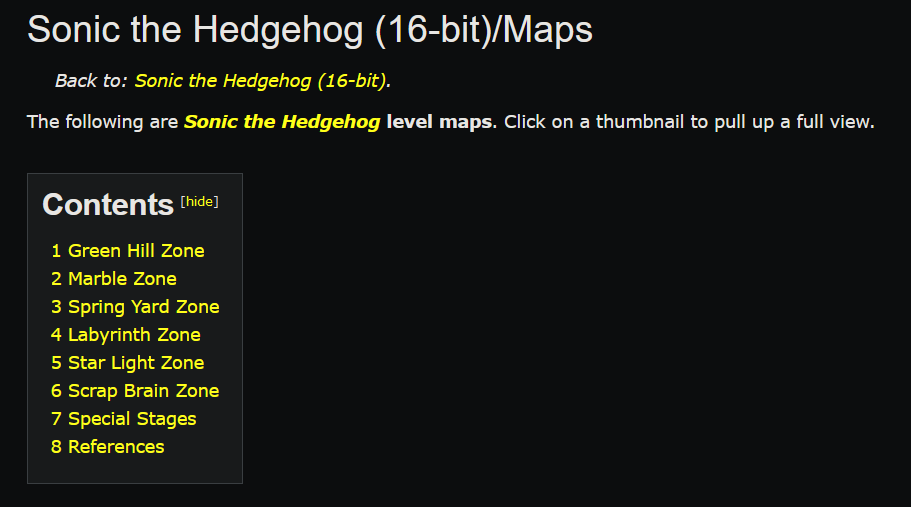 Sonic the Hedgehog (16-bit)/Maps
Back to: Sonic the Hedgehog (16-bit).
The following are Sonic the Hedgehog level maps. Click on a thumbnail to pull up a full view.
Contents [hide]
1 Green Hill Zone
2 Marble Zone
3 Spring Yard Zone
4 Labyrinth Zone
5 Star Light Zone
6 Scrap Brain Zone
7 Special Stages
8 References